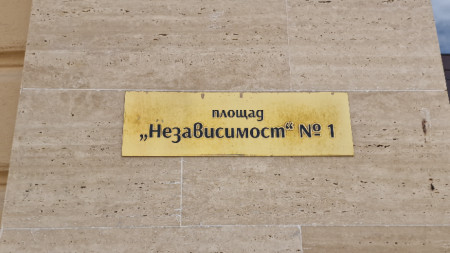 площад
„Независимост“ № 1